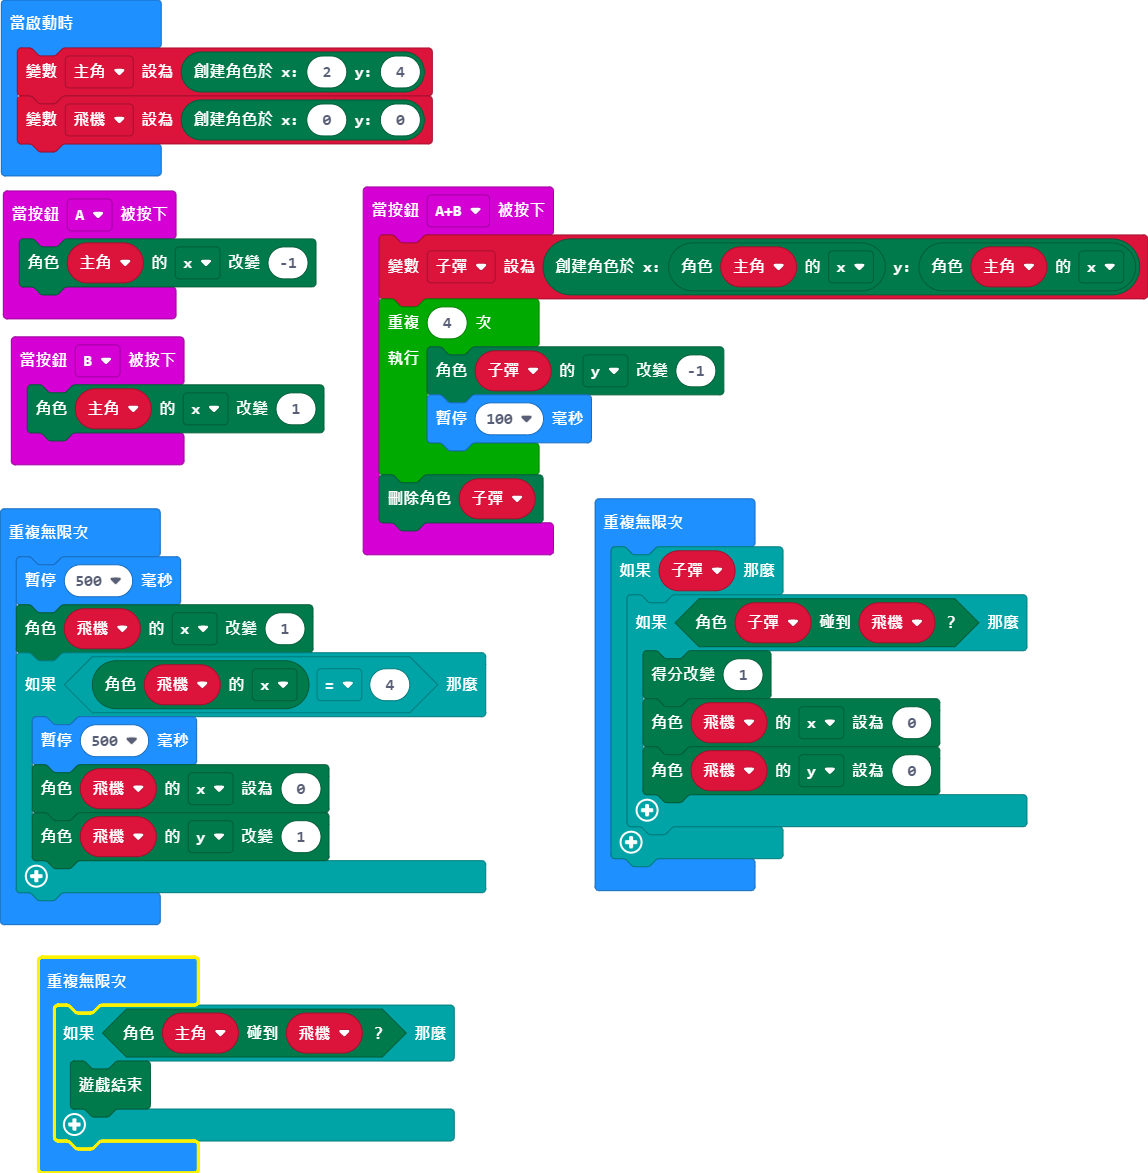 當啟動時
變數 主角 設為 創建角色於 x: 2 y: 4
變數 飛機 設為 創建角色於 x: 0 y: 0
當按鈕 A 被按下
角色 主角 的 x 改變 -1
當按鈕 B 被按下
角色 主角 的 x 改變 1
當按鈕 A+B 被按下
變數 子彈 設為 創建角色於 x: 角色 主角 的 x y: 角色 主角 的 x
重複 4 次
執行 角色 子彈 的 y 改變 -1
暫停 100 毫秒
刪除角色 子彈
重複無限次
暫停 500 毫秒
角色 飛機 的 x 改變 1
如果 角色 飛機 的 x = 4 那麼
暫停 500 毫秒
角色 飛機 的 x 設為 0
角色 飛機 的 y 改變 1
重複無限次
如果 子彈 那麼
如果 角色 子彈 碰到 飛機 ? 那麼
得分改變 1
角色 飛機 的 x 設為 0
角色 飛機 的 y 設為 0
重複無限次
如果 角色 主角 碰到 飛機 ? 那麼
遊戲結束